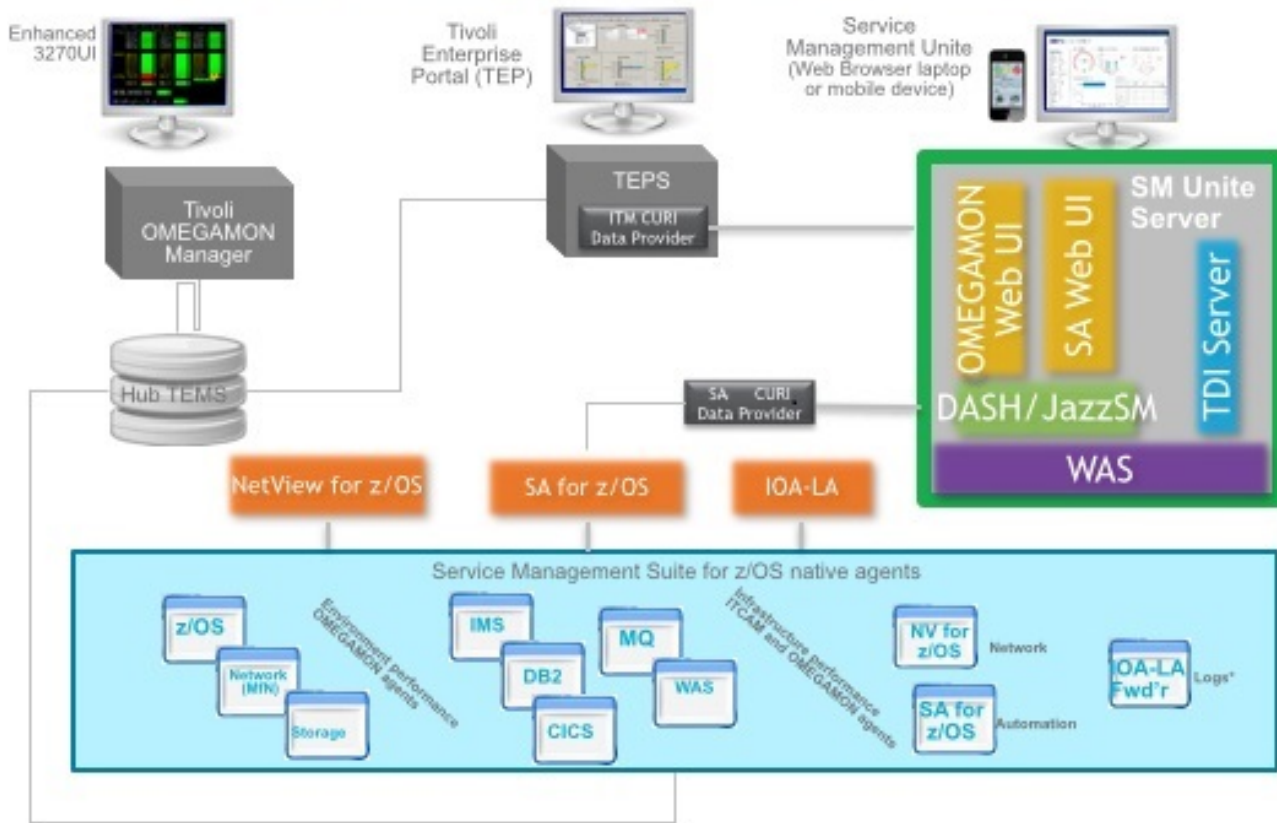 Enhanced
3270UI
Tivoli
Enterprise
Portal (TEP)
Service
Management Unite
(Web Browser laptop
or mobile device)
Tivoli
OMEGAMON
Manager
TEPS
ITM CURI
Data Provider
SM Unite
Server
OMEGAMON
Web UI
SA Web UI
TDI Server
DASH/JazzSM
WAS
Hub TEMS
SA CURI
Data Provider
NetView for z/OS
SA for z/OS
IOA-LA
Service Management Suite for z/OS native agents
z/OS
Network
(MfN)
Storage
Environment performance
OMEGAMON agents
IMS
DB2
CICS
MQ
WAS
Infrastructure performance
ITCAM and OMEGAMON agents
NV for
z/OS
Network
SA for
z/OS
Automation
IOA-LA
Fwd'r
Logs*